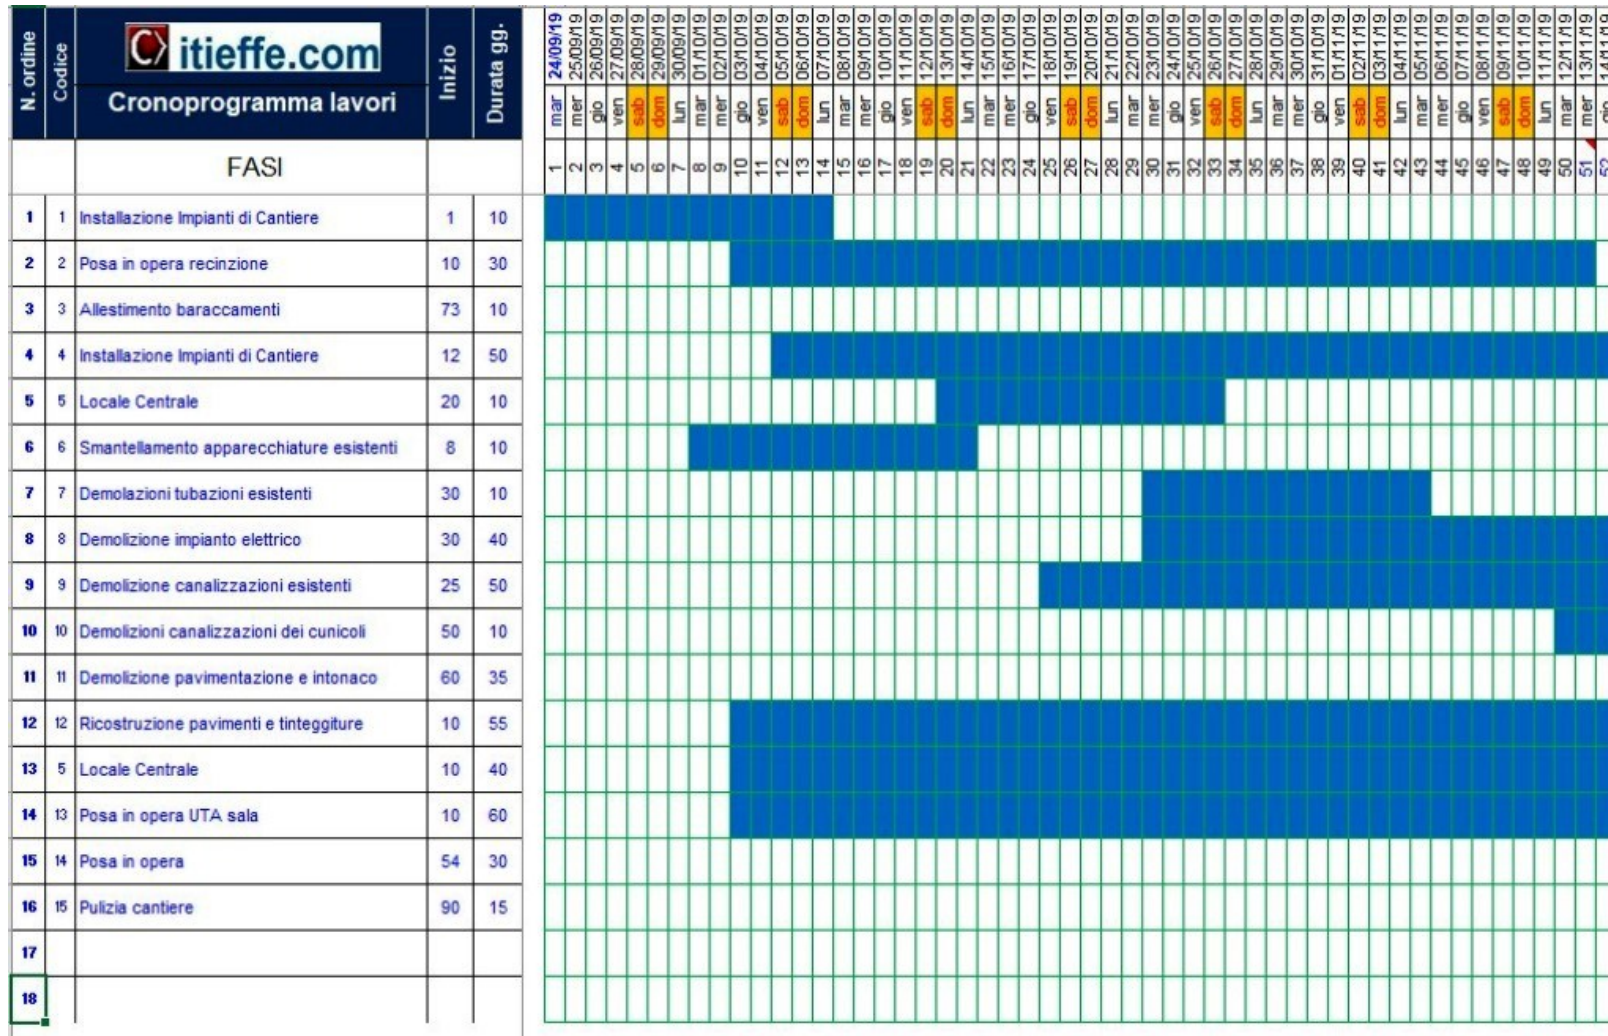 N. ordine
Codice
itieffe.com
Cronoprogramma lavori
Inizio
Durata gg.
24/09/19 25/09/19 26/09/19 27/09/19 28/09/19 29/09/19 30/09/19 01/10/19 02/10/19 03/10/19 04/10/19 05/10/19 06/10/19 07/10/19 08/10/19 09/10/19 10/10/19 11/10/19 12/10/19 13/10/19 14/10/19 15/10/19 16/10/19 17/10/19 18/10/19 19/10/19 20/10/19 21/10/19 22/10/19 23/10/19 24/10/19 25/10/19 26/10/19 27/10/19 28/10/19 29/10/19 30/10/19 31/10/19 01/11/19 02/11/19 03/11/19 04/11/19 05/11/19 06/11/19 07/11/19 08/11/19 09/11/19 10/11/19 11/11/19 12/11/19 13/11/19 14/11/19
mar mer gio ven sab dom lun mar mer gio ven sab dom lun mar mer gio ven sab dom lun mar mer gio ven sab dom lun mar mer gio ven sab dom lun mar mer gio ven sab dom lun mar mer gio ven sab dom lun mar mer gio
FASI
1 2 3 4 5 6 7 8 9 10 11 12 13 14 15 16 17 18 19 20 21 22 23 24 25 26 27 28 29 30 31 32 33 34 35 36 37 38 39 40 41 42 43 44 45 46 47 48 49 50 51 52
1 1 Installazione Impianti di Cantiere 1 10
2 2 Posa in opera recinzione 10 30
3 3 Allestimento baraccamenti 73 10
4 4 Installazione Impianti di Cantiere 12 50
5 5 Locale Centrale 20 10
6 6 Smantellamento apparecchiature esistenti 8 10
7 7 Demolazioni tubazioni esistenti 30 10
8 8 Demolizione impianto elettrico 30 40
9 9 Demolizione canalizzazioni esistenti 25 50
10 10 Demolizioni canalizzazioni dei cunicoli 50 10
11 11 Demolizione pavimentazione e intonaco 60 35
12 12 Ricostruzione pavimenti e tinteggiture 10 55
13 5 Locale Centrale 10 40
14 13 Posa in opera UTA sala 10 60
15 14 Posa in opera 54 30
16 15 Pulizia cantiere 90 15
17
18